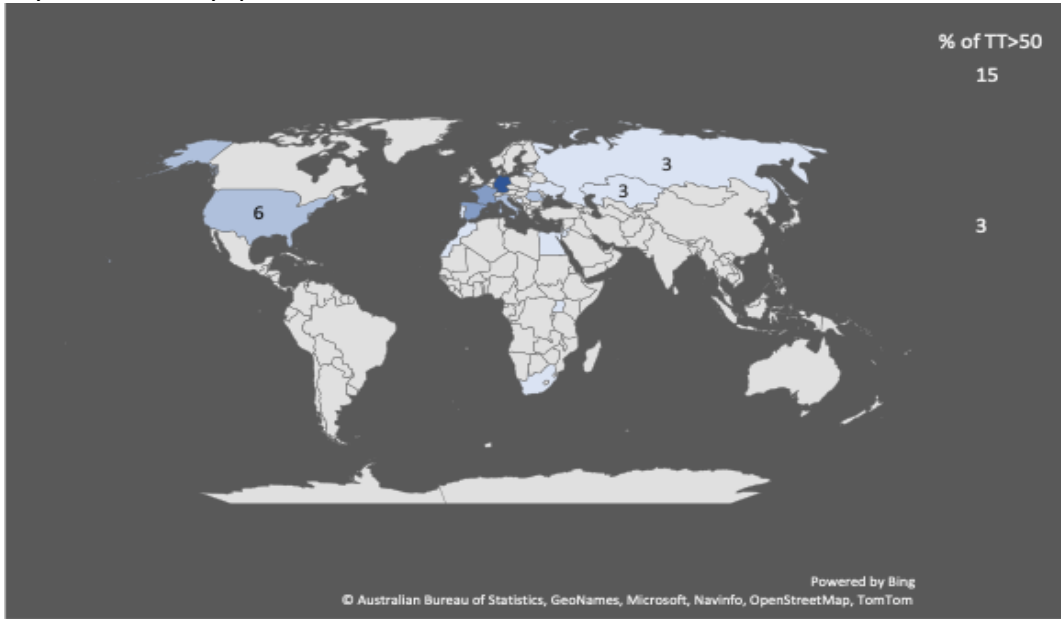 % of TT>50
15
3
3
6
3
Powered by Bing
© Australian Bureau of Statistics, GeoNames, Microsoft, Navinfo, OpenStreetMap, TomTom